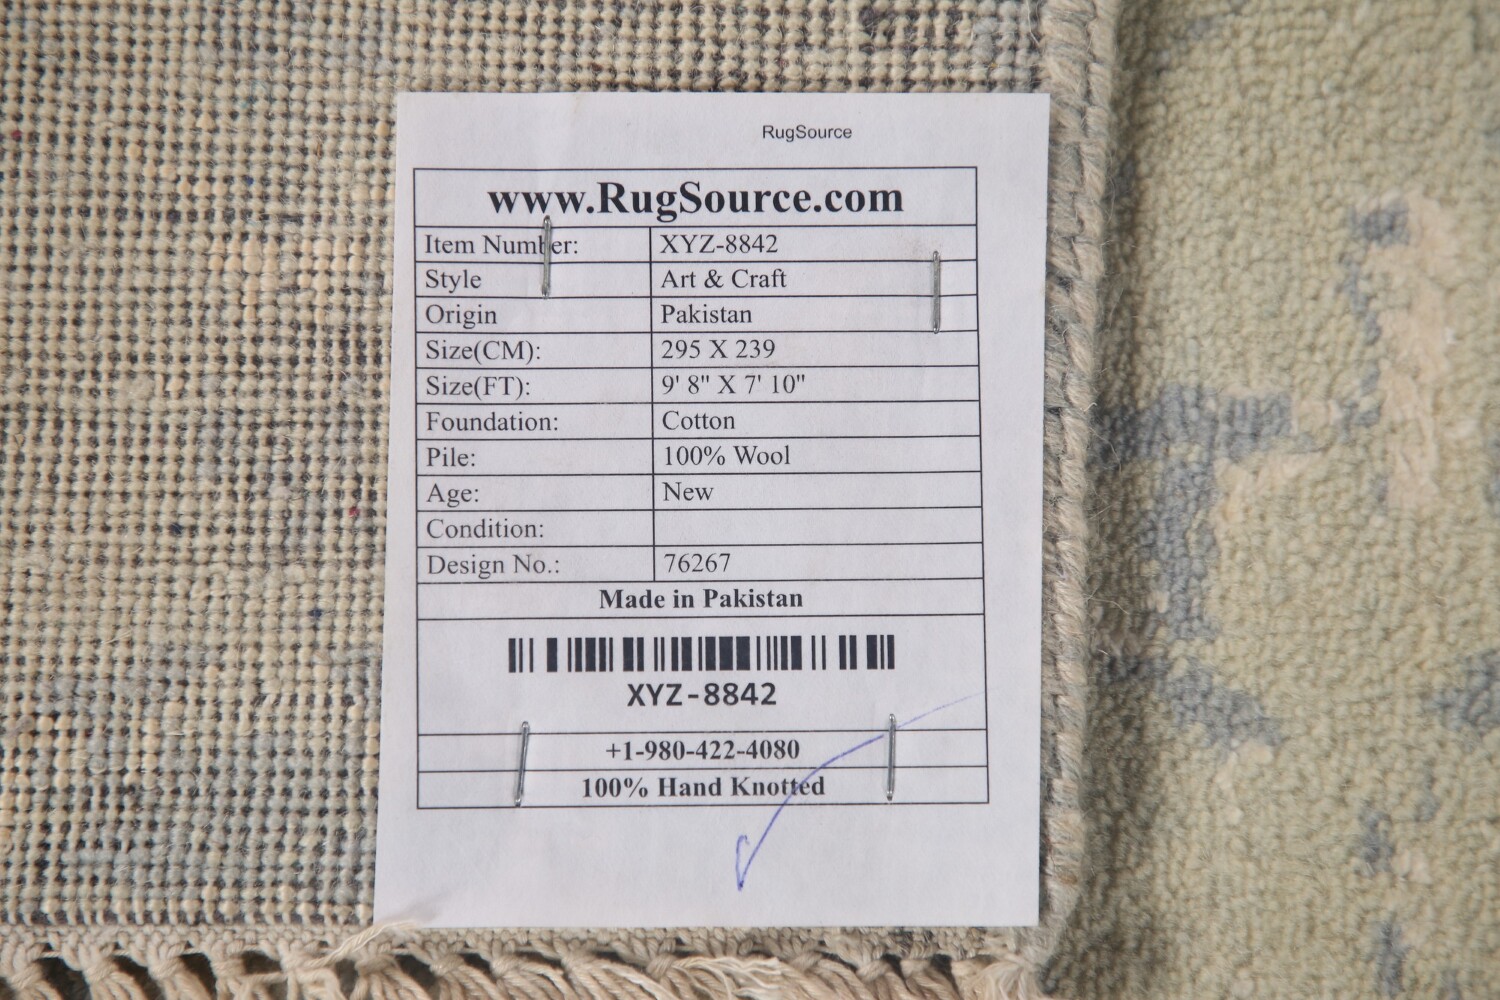 RugSource
www.RugSource.com
Item Number: XYZ-8842
Style Art & Craft
Origin Pakistan
Size(CM): 295 X 239
Size(FT): 9' 8" X 7' 10"
Foundation: Cotton
Pile: 100% Wool
Age: New
Condition:
Design No.: 76267
Made in Pakistan
XYZ-8842
+1-980-422-4080
100% Hand Knotted